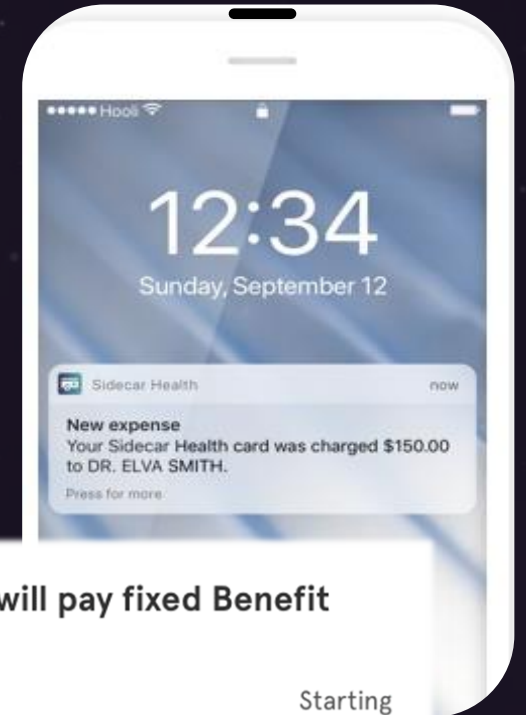 Hooli
12:34
Sunday, September 12
Sidecar Health now
New expense
Your Sidecar Health card was charged $150.00
to DR. ELVA SMITH.
Press for more
will pay fixed Benefit
Starting